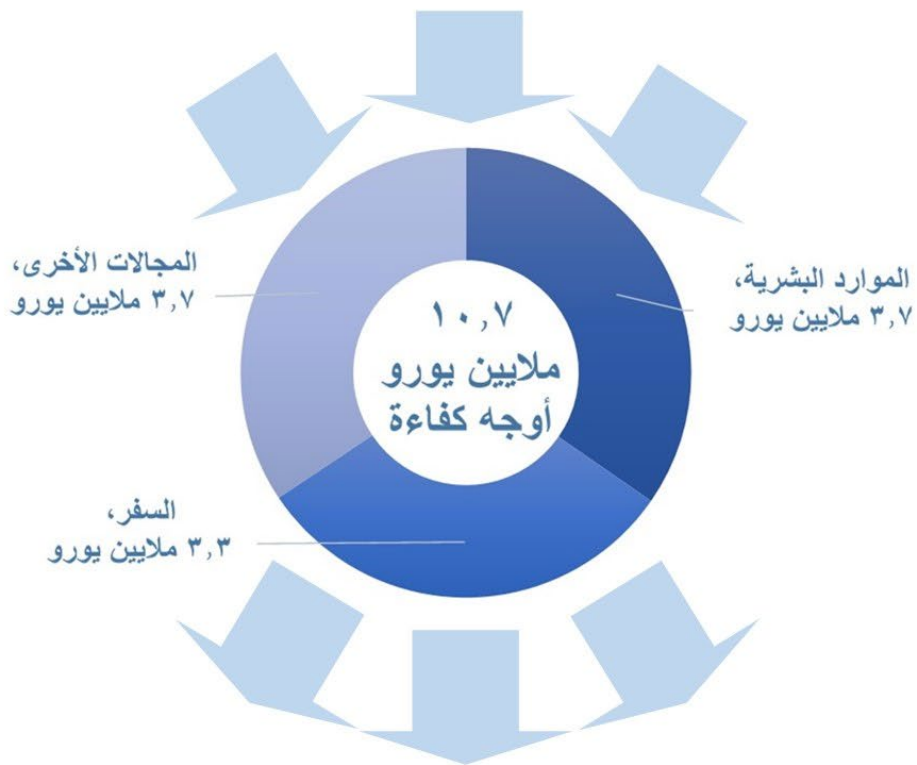 الموارد البشرية،
٣,٧ ملايين يورو
المجالات الأخرى،
٣,٧ ملايين يورو
١٠,٧
ملايين يورو
أوجه كفاءة
السفر،
٣,٣ ملايين يورو